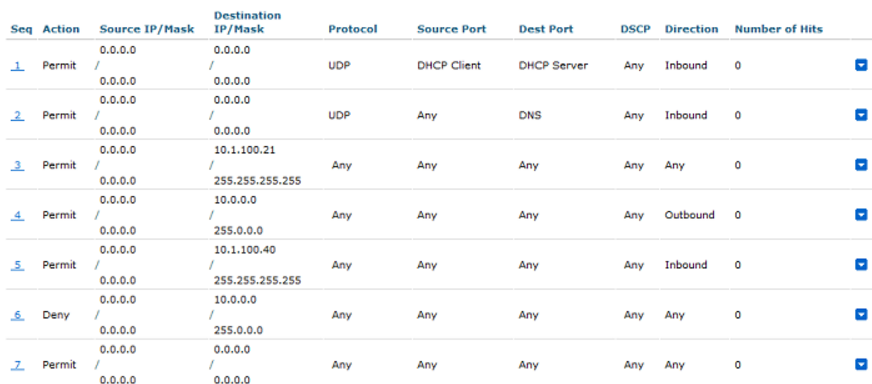 Seq Action Source IP/Mask Destination IP/Mask Protocol Source Port Dest Port DSCP Direction Number of Hits
0.0.0.0 0.0.0.0
1 Permit / / UDP DHCP Client DHCP Server Any Inbound 0
0.0.0.0 0.0.0.0
0.0.0.0 0.0.0.0
2 Permit / / UDP Any DNS Any Inbound 0
0.0.0.0 0.0.0.0
0.0.0.0 10.1.100.21
3 Permit / / Any Any Any Any Any 0
0.0.0.0 255.255.255.255
0.0.0.0 10.0.0.0
4 Permit / / Any Any Any Any Outbound 0
0.0.0.0 255.0.0.0
0.0.0.0 10.1.100.40
5 Permit / / Any Any Any Any Inbound 0
0.0.0.0 255.255.255.255
0.0.0.0 10.0.0.0
6 Deny / / Any Any Any Any Any 0
0.0.0.0 255.0.0.0
0.0.0.0 0.0.0.0
7 Permit / / Any Any Any Any Any 0
0.0.0.0 0.0.0.0